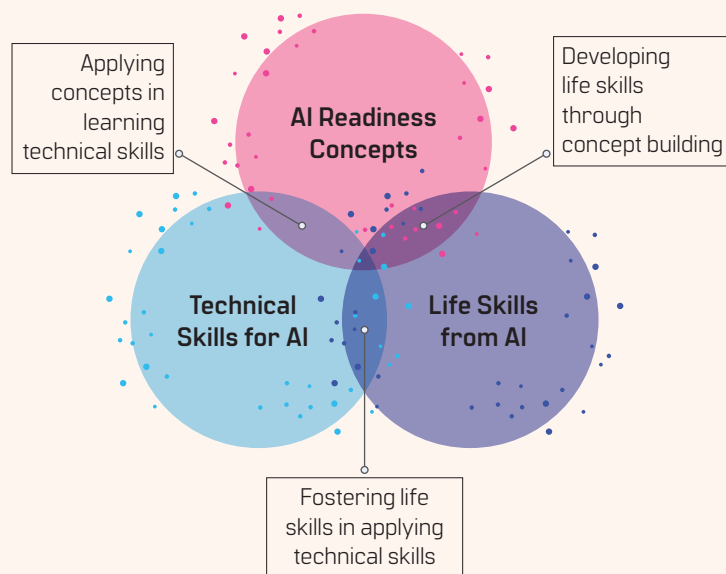 Applying
concepts in
learning
technical skills
Developing
life skills
through
concept building
AI Readiness
Concepts
Technical
Skills for AI
Life Skills
from AI
Fostering life
skills in applying
technical skills